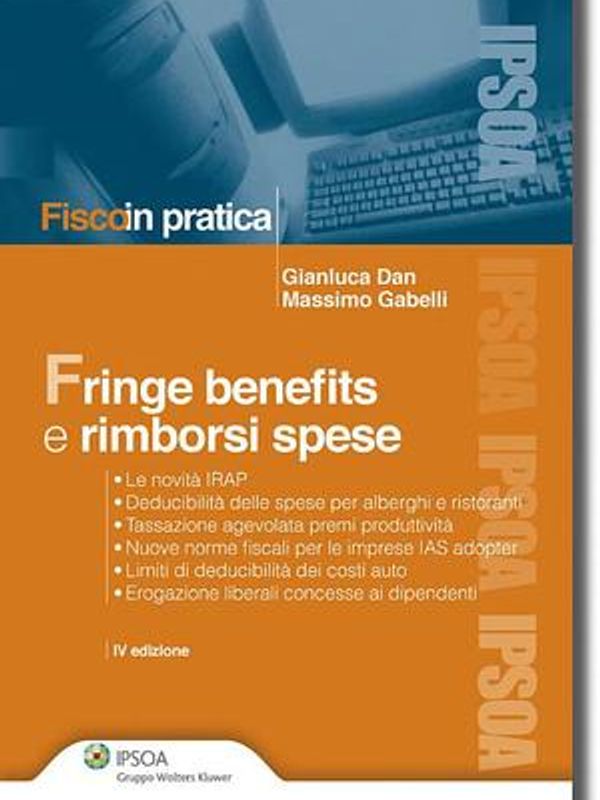 IPSOA
Fiscoin pratica
Gianluca Dan
Massimo Gabelli
Fringe benefits
e rimborsi spese
• Le novità IRAP
• Deducibilità delle spese per alberghi e ristoranti
• Tassazione agevolata premi produttività
• Nuove norme fiscali per le imprese IAS adopter
• Limiti di deducibilità dei costi auto
• Erogazione liberali concesse ai dipendenti
IV edizione
IPSOA
IPSOA
IPSOA
IPSOA
Gruppo Wolters Kluwer